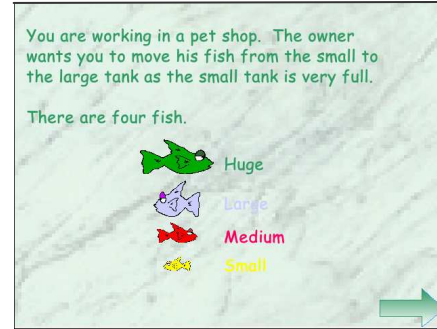 You are working in a pet shop.  The owner
wants you to move his fish from the small to
the large tank as the small tank is very full.
There are four fish.
Huge
Large
Medium
Small